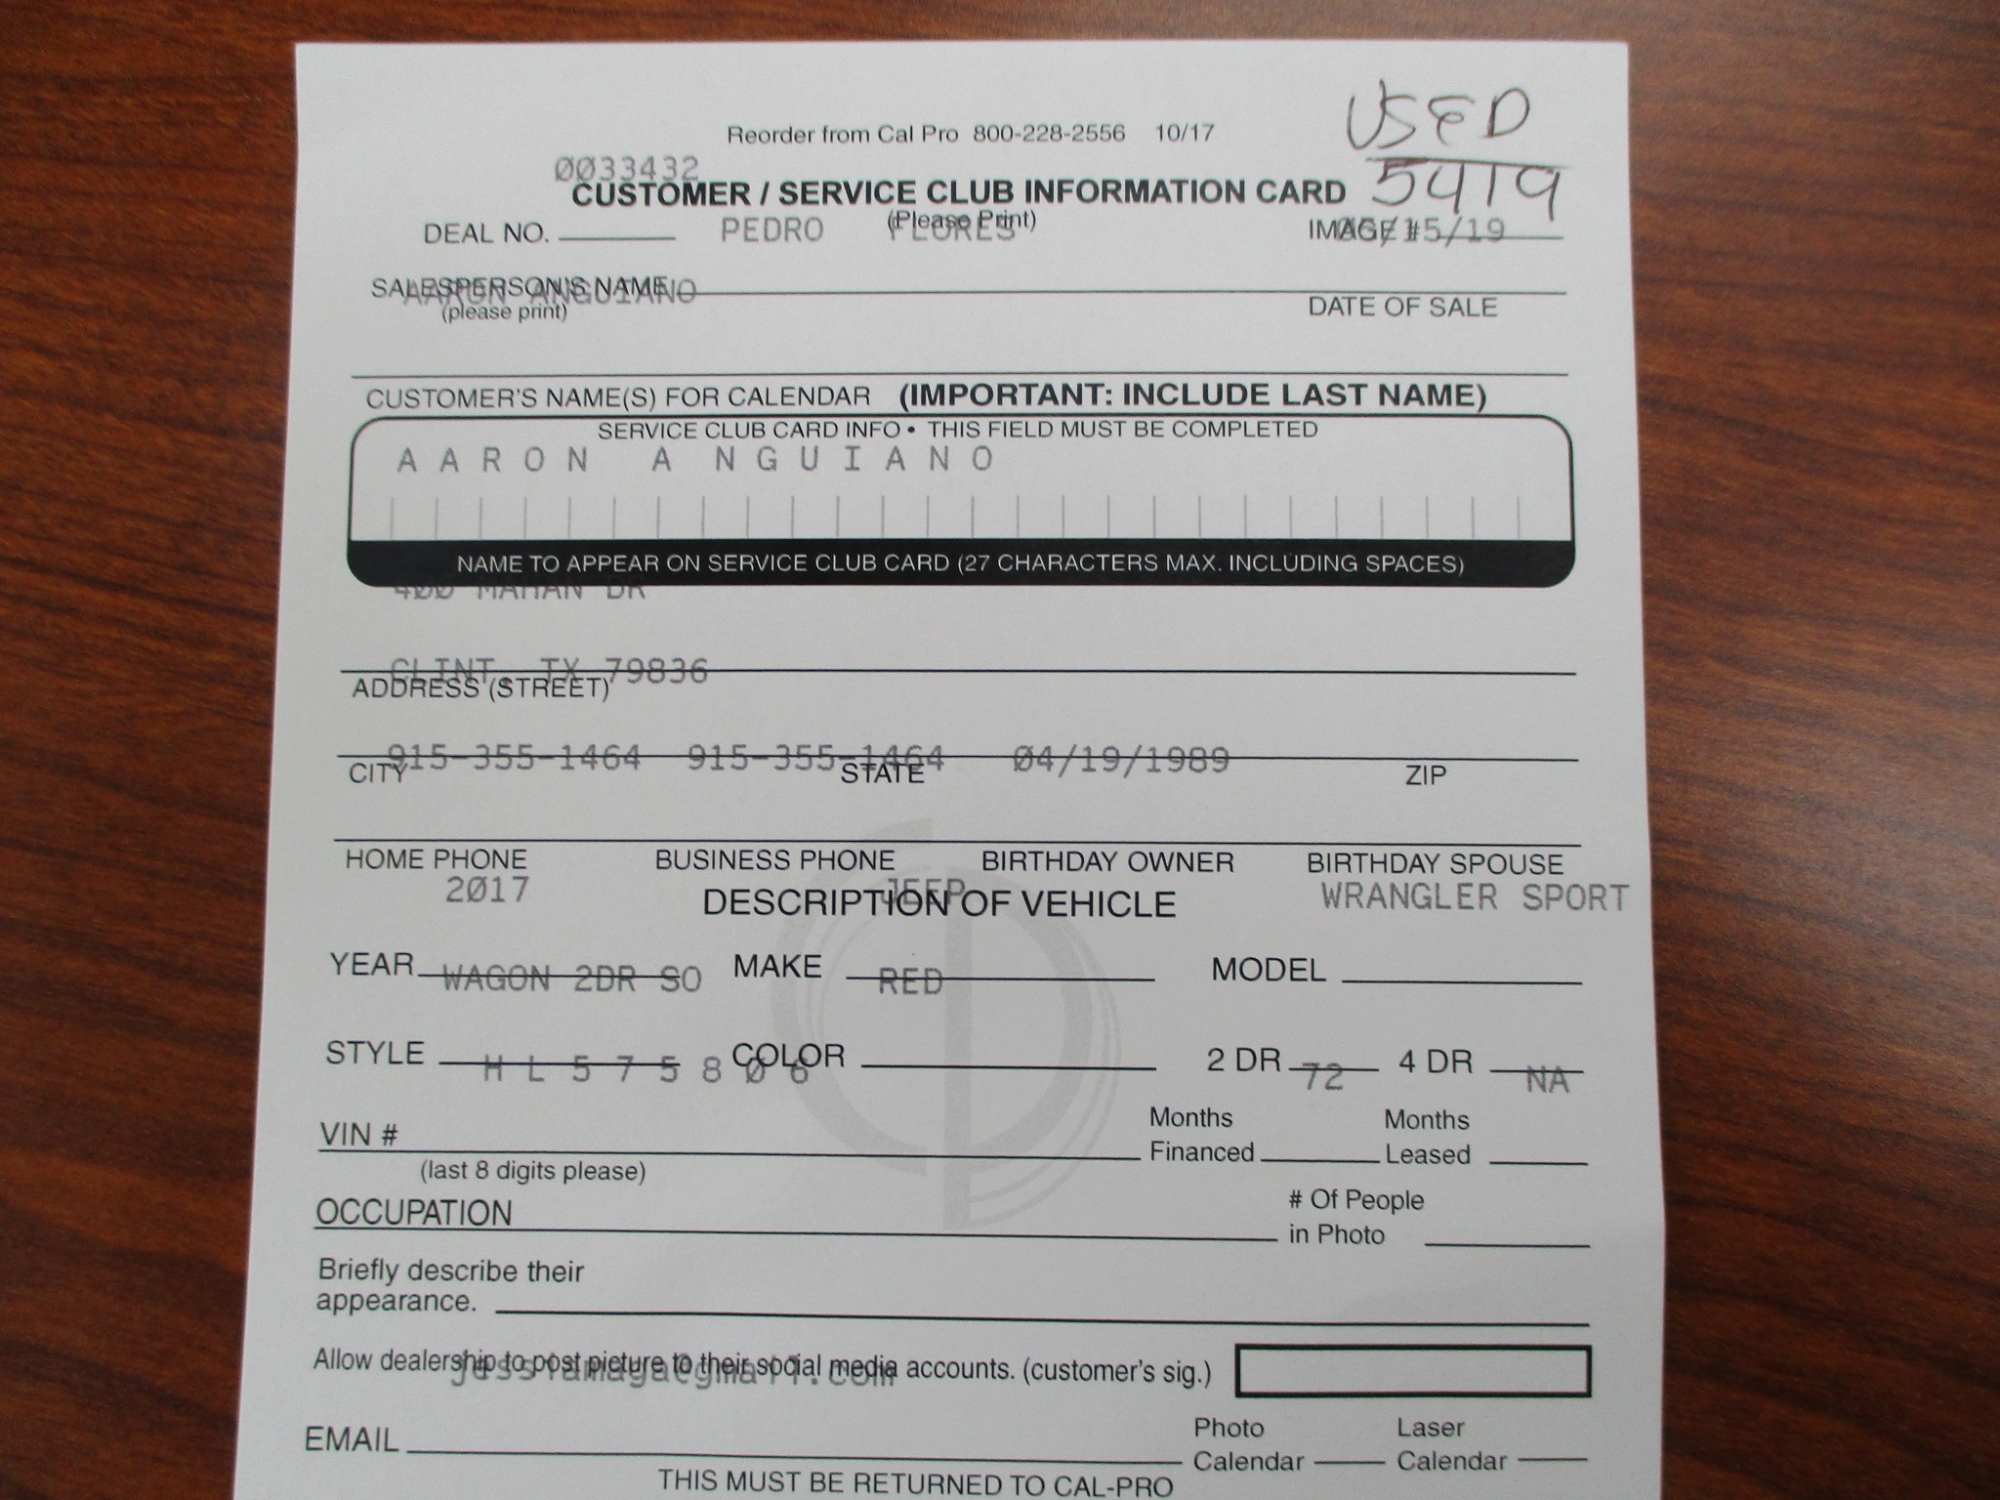 USED
Reorder from Cal Pro 800-228-2556 10/17
0033432
CUSTOMER / SERVICE CLUB INFORMATION CARD 5419
(Please Print)
DEAL NO. PEDRO FLORES IMAGE # /15/19
SALESPERSON'S NAME
AARON ANGUIANO
(please print) DATE OF SALE
CUSTOMER'S NAME(S) FOR CALENDAR (IMPORTANT: INCLUDE LAST NAME)
SERVICE CLUB CARD INFO • THIS FIELD MUST BE COMPLETED
A A R O N A N G U I A N O
NAME TO APPEAR ON SERVICE CLUB CARD (27 CHARACTERS MAX. INCLUDING SPACES)
400 MAHAN DR
CLINT, TX 79836
ADDRESS (STREET)
915-355-1464 915-355-1464 04/19/1989
CITY STATE ZIP
HOME PHONE BUSINESS PHONE BIRTHDAY OWNER BIRTHDAY SPOUSE
2017 JEEP WRANGLER SPORT
DESCRIPTION OF VEHICLE
YEAR MAKE MODEL
WAGON 2DR SO RED
STYLE COLOR 2 DR 4 DR
H L 5 7 5 8 0 6 72 NA
VIN # Months Financed Months Leased
(last 8 digits please)
OCCUPATION # Of People in Photo
Briefly describe their
appearance.
Allow dealership to post picture to their social media accounts. (customer's sig.)
EMAIL Photo Calendar Laser Calendar
THIS MUST BE RETURNED TO CAL-PRO